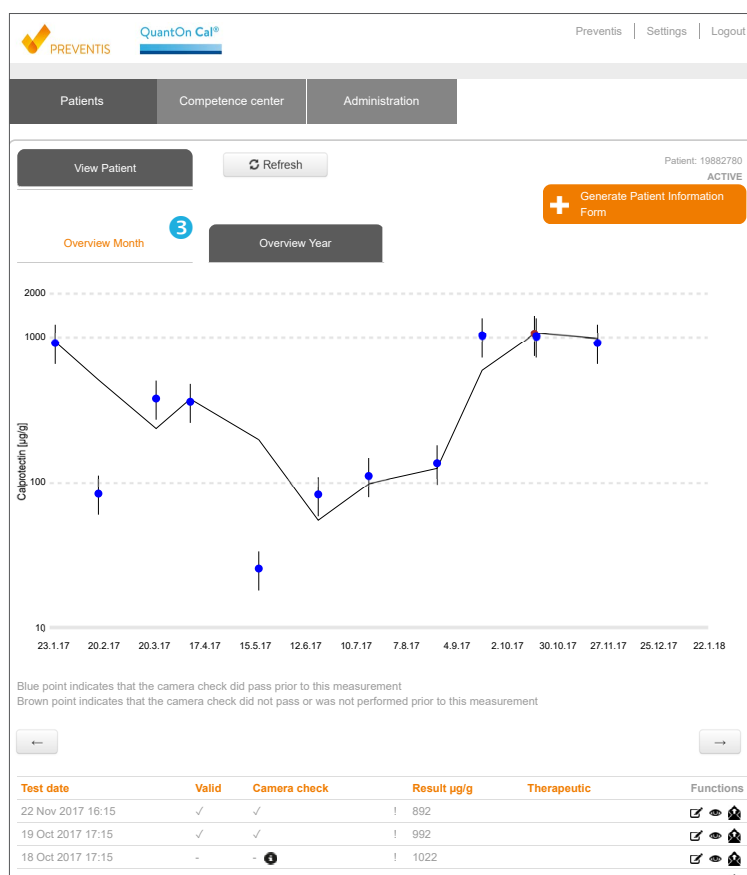 PREVENTIS
QuantOn Cal®
Preventis | Settings | Logout
Patients
Competence center
Administration
View Patient
Refresh
Patient: 19882780
ACTIVE
Generate Patient Information
Form
Overview Month
3
Overview Year
2000
1000
Calprotectin [µg/g]
100
10
23.1.17 20.2.17 20.3.17 17.4.17 15.5.17 12.6.17 10.7.17 7.8.17 4.9.17 2.10.17 30.10.17 27.11.17 25.12.17 22.1.18
Blue point indicates that the camera check did pass prior to this measurement
Brown point indicates that the camera check did not pass or was not performed prior to this measurement
← →
Test date Valid Camera check Result µg/g Therapeutic Functions
22 Nov 2017 16:15 ✓ ✓ ! 892
19 Oct 2017 17:15 ✓ ✓ ! 992
18 Oct 2017 17:15 - - ! 1022